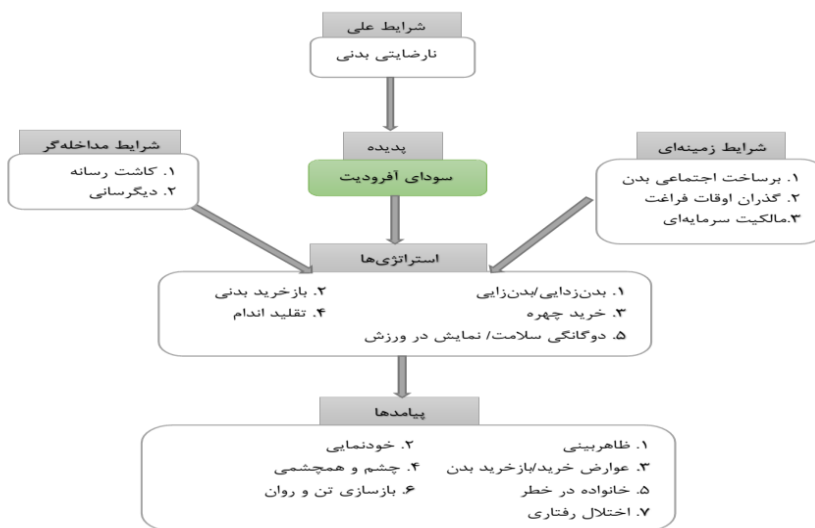 شرایط علی
نارضایتی بدنی
پدیده
سودای آفرودیت
شرایط زمینه‌ای
۱. برساخت اجتماعی بدن
۲. گذران اوقات فراغت
۳.مالکیت سرمایه‌ای
شرایط مداخله‌گر
۱. کاشت رسانه
۲. دیگرسانی
استراتژی‌ها
۱. بدن‌زدایی/بدن‌زایی ۲. بازخرید بدنی
۳. خرید چهره ۴. تقلید اندام
۵. دوگانگی سلامت/ نمایش در ورزش
پیامدها
۱. ظاهربینی ۲. خودنمایی
۳. عوارض خرید/بازخرید بدن ۴. چشم و همچشمی
۵. خانواده در خطر ۶. بازسازی تن و روان
۷. اختلال رفتاری